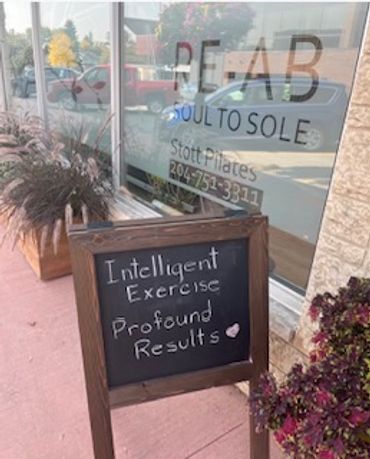 RE-AB
SOUL TO SOLE
Stott Pilates
204-751-3311
Intelligent
Exercise
Profound
Results